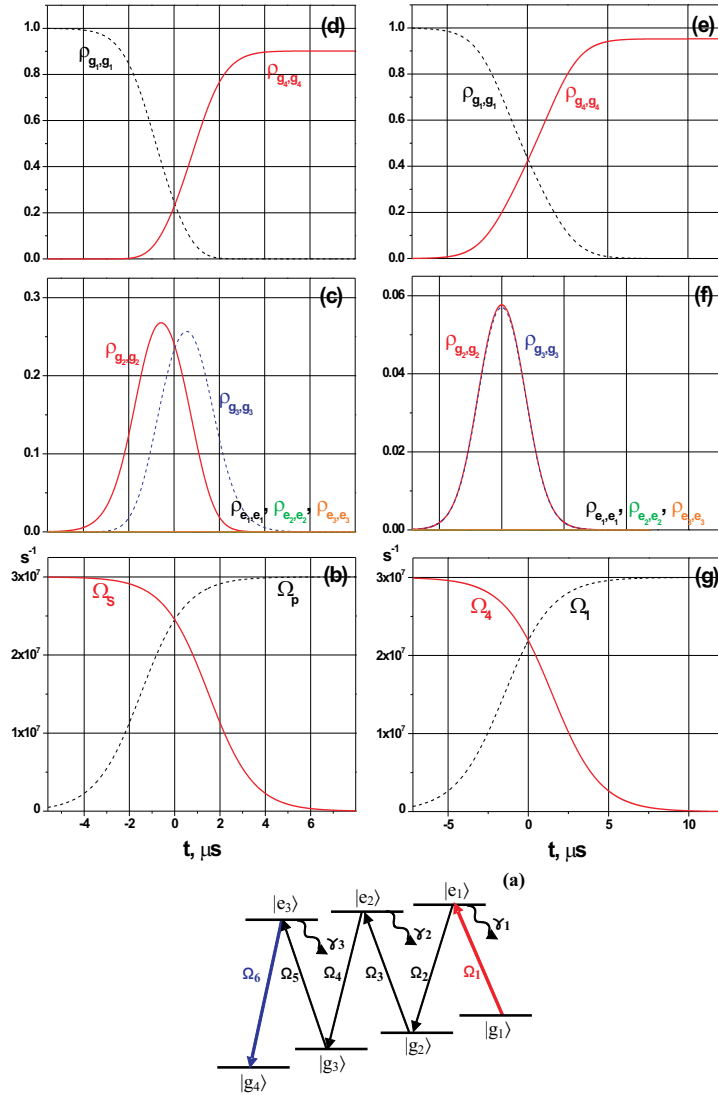 (d)
1.0
0.8
0.6
0.4
0.2
0.0
ρg₁,g₁
ρg₄,g₄
(e)
1.0
0.8
0.6
0.4
0.2
0.0
ρg₁,g₁
ρg₄,g₄
(c)
0.3
0.2
0.1
0.0
ρg₂,g₂
ρg₃,g₃
ρe₁,e₁, ρe₂,e₂, ρe₃,e₃
(f)
0.06
0.04
0.02
0.00
ρg₂,g₂
ρg₃,g₃
ρe₁,e₁, ρe₂,e₂, ρe₃,e₃
s⁻¹
(b)
3x10⁷
2x10⁷
1x10⁷
0
Ωs
Ωp
-4 -2 0 2 4 6
t, μs
s⁻¹
(g)
3x10⁷
2x10⁷
1x10⁷
0
Ω₄
Ω₁
-5 0 5 10
t, μs
(a)
|e₃⟩ |e₂⟩ |e₁⟩
γ₃ γ₂ γ₁
Ω₆ Ω₅ Ω₄ Ω₃ Ω₂ Ω₁
|g₄⟩ |g₃⟩ |g₂⟩ |g₁⟩